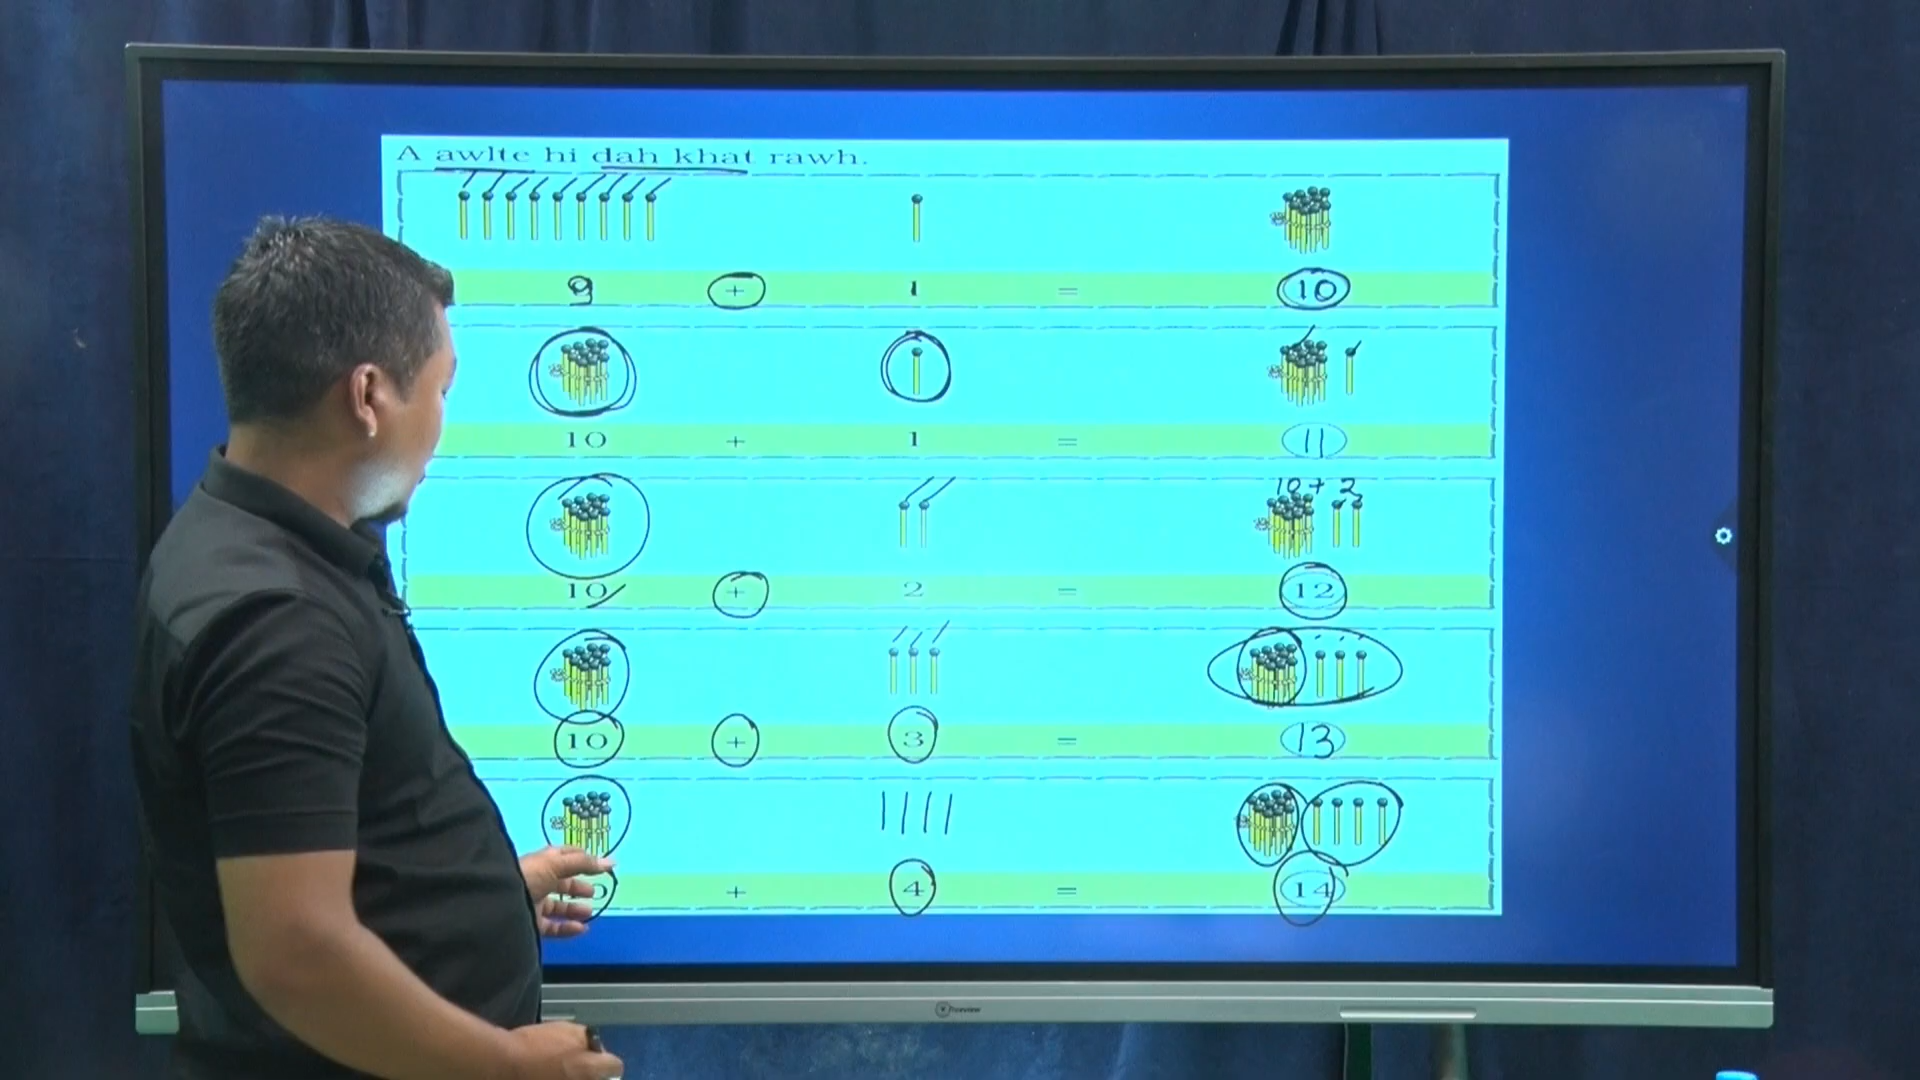 A awlte hi dah khat rawh.
9 + 1 = 10
10 + 1 = 11
10 + 2
10 + 2 = 12
10 + 3 = 13
+ 4 = 14